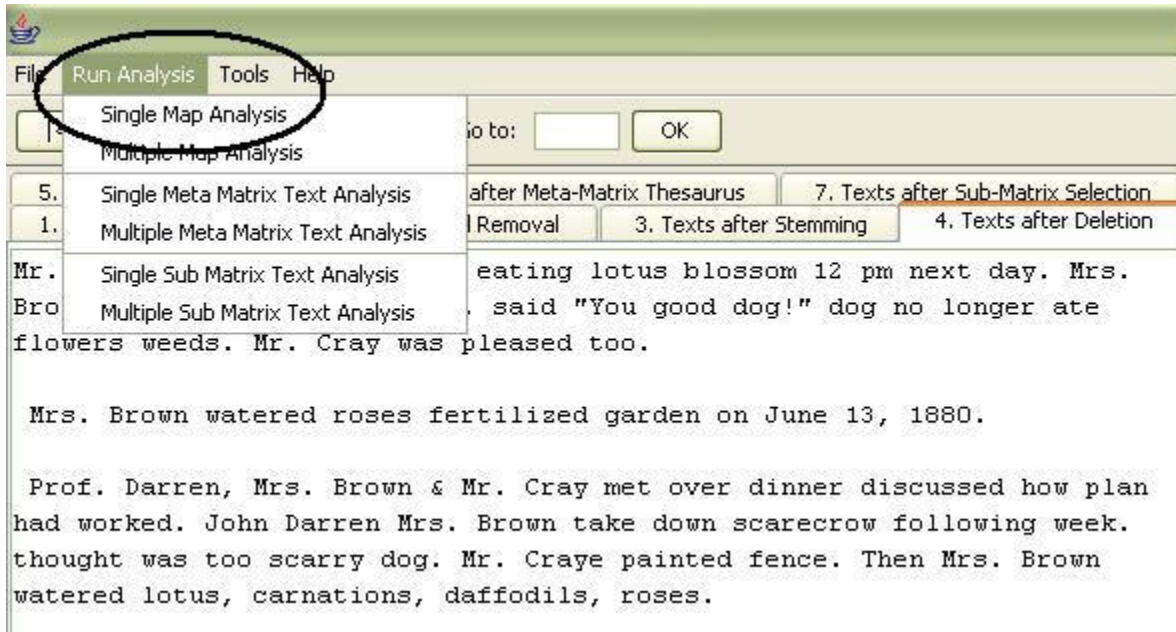 File Run Analysis Tools Help
Single Map Analysis
Go to: OK
Multiple Map Analysis
5. Single Meta Matrix Text Analysis after Meta-Matrix Thesaurus 7. Texts after Sub-Matrix Selection
1. Multiple Meta Matrix Text Analysis Removal 3. Texts after Stemming 4. Texts after Deletion
Mr. Single Sub Matrix Text Analysis eating lotus blossom 12 pm next day. Mrs.
Bro Multiple Sub Matrix Text Analysis . said "You good dog!" dog no longer ate
flowers weeds. Mr. Cray was pleased too.
Mrs. Brown watered roses fertilized garden on June 13, 1880.
Prof. Darren, Mrs. Brown & Mr. Cray met over dinner discussed how plan
had worked. John Darren Mrs. Brown take down scarecrow following week.
thought was too scarry dog. Mr. Craye painted fence. Then Mrs. Brown
watered lotus, carnations, daffodils, roses.